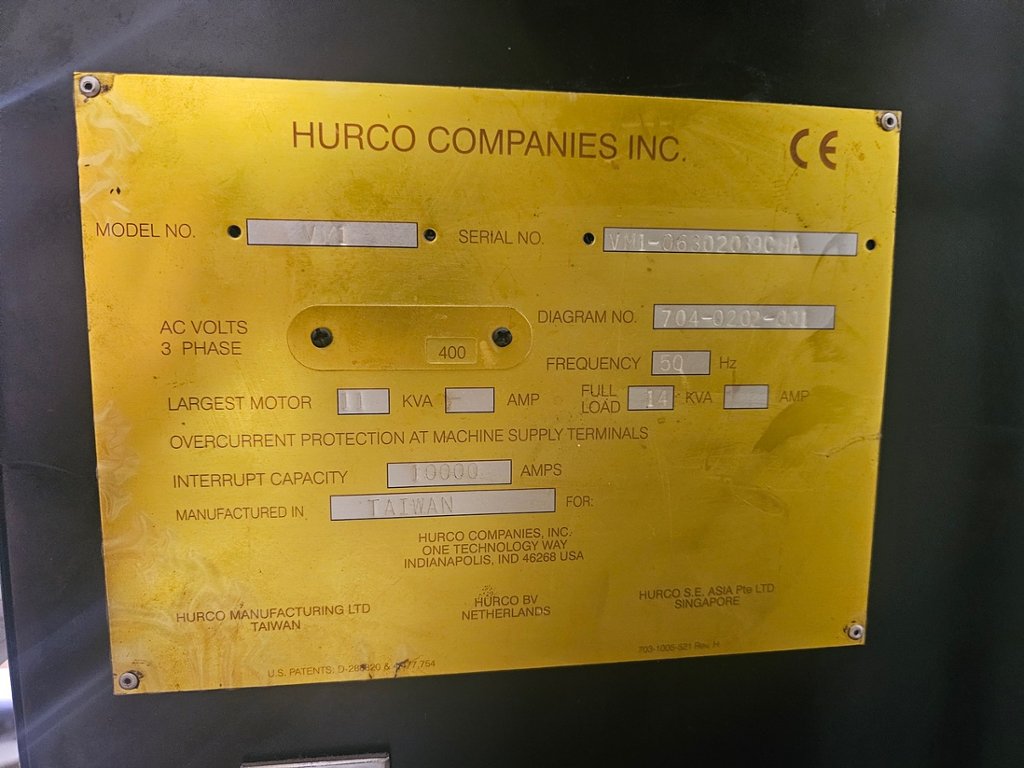 HURCO COMPANIES INC. CE
MODEL NO. VM1 SERIAL NO. VM1-06302039CHA
AC VOLTS
3 PHASE
400
DIAGRAM NO. 704-0202-001
FREQUENCY 50 Hz
LARGEST MOTOR 11 KVA AMP
FULL
LOAD 14 KVA AMP
OVERCURRENT PROTECTION AT MACHINE SUPPLY TERMINALS
INTERRUPT CAPACITY 10000 AMPS
MANUFACTURED IN TAIWAN FOR:
HURCO COMPANIES, INC.
ONE TECHNOLOGY WAY
INDIANAPOLIS, IND 46268 USA
HURCO MANUFACTURING LTD
TAIWAN
HURCO BV
NETHERLANDS
HURCO S.E. ASIA Pte LTD
SINGAPORE
U.S. PATENTS; &
703-1005-521 Rev. H